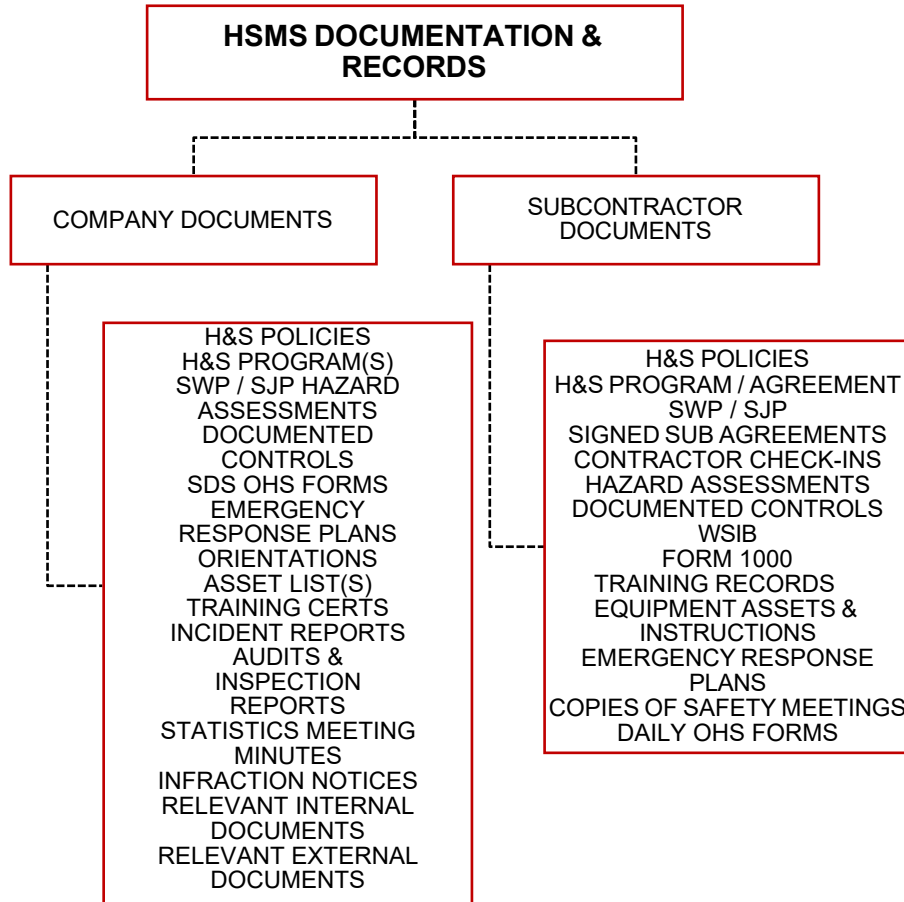 HSMS DOCUMENTATION &
RECORDS
COMPANY DOCUMENTS
SUBCONTRACTOR
DOCUMENTS
H&S POLICIES
H&S PROGRAM(S)
SWP / SJP HAZARD
ASSESSMENTS
DOCUMENTED
CONTROLS
SDS OHS FORMS
EMERGENCY
RESPONSE PLANS
ORIENTATIONS
ASSET LIST(S)
TRAINING CERTS
INCIDENT REPORTS
AUDITS &
INSPECTION
REPORTS
STATISTICS MEETING
MINUTES
INFRACTION NOTICES
RELEVANT INTERNAL
DOCUMENTS
RELEVANT EXTERNAL
DOCUMENTS
H&S POLICIES
H&S PROGRAM / AGREEMENT
SWP / SJP
SIGNED SUB AGREEMENTS
CONTRACTOR CHECK-INS
HAZARD ASSESSMENTS
DOCUMENTED CONTROLS
WSIB
FORM 1000
TRAINING RECORDS
EQUIPMENT ASSETS &
INSTRUCTIONS
EMERGENCY RESPONSE
PLANS
COPIES OF SAFETY MEETINGS
DAILY OHS FORMS